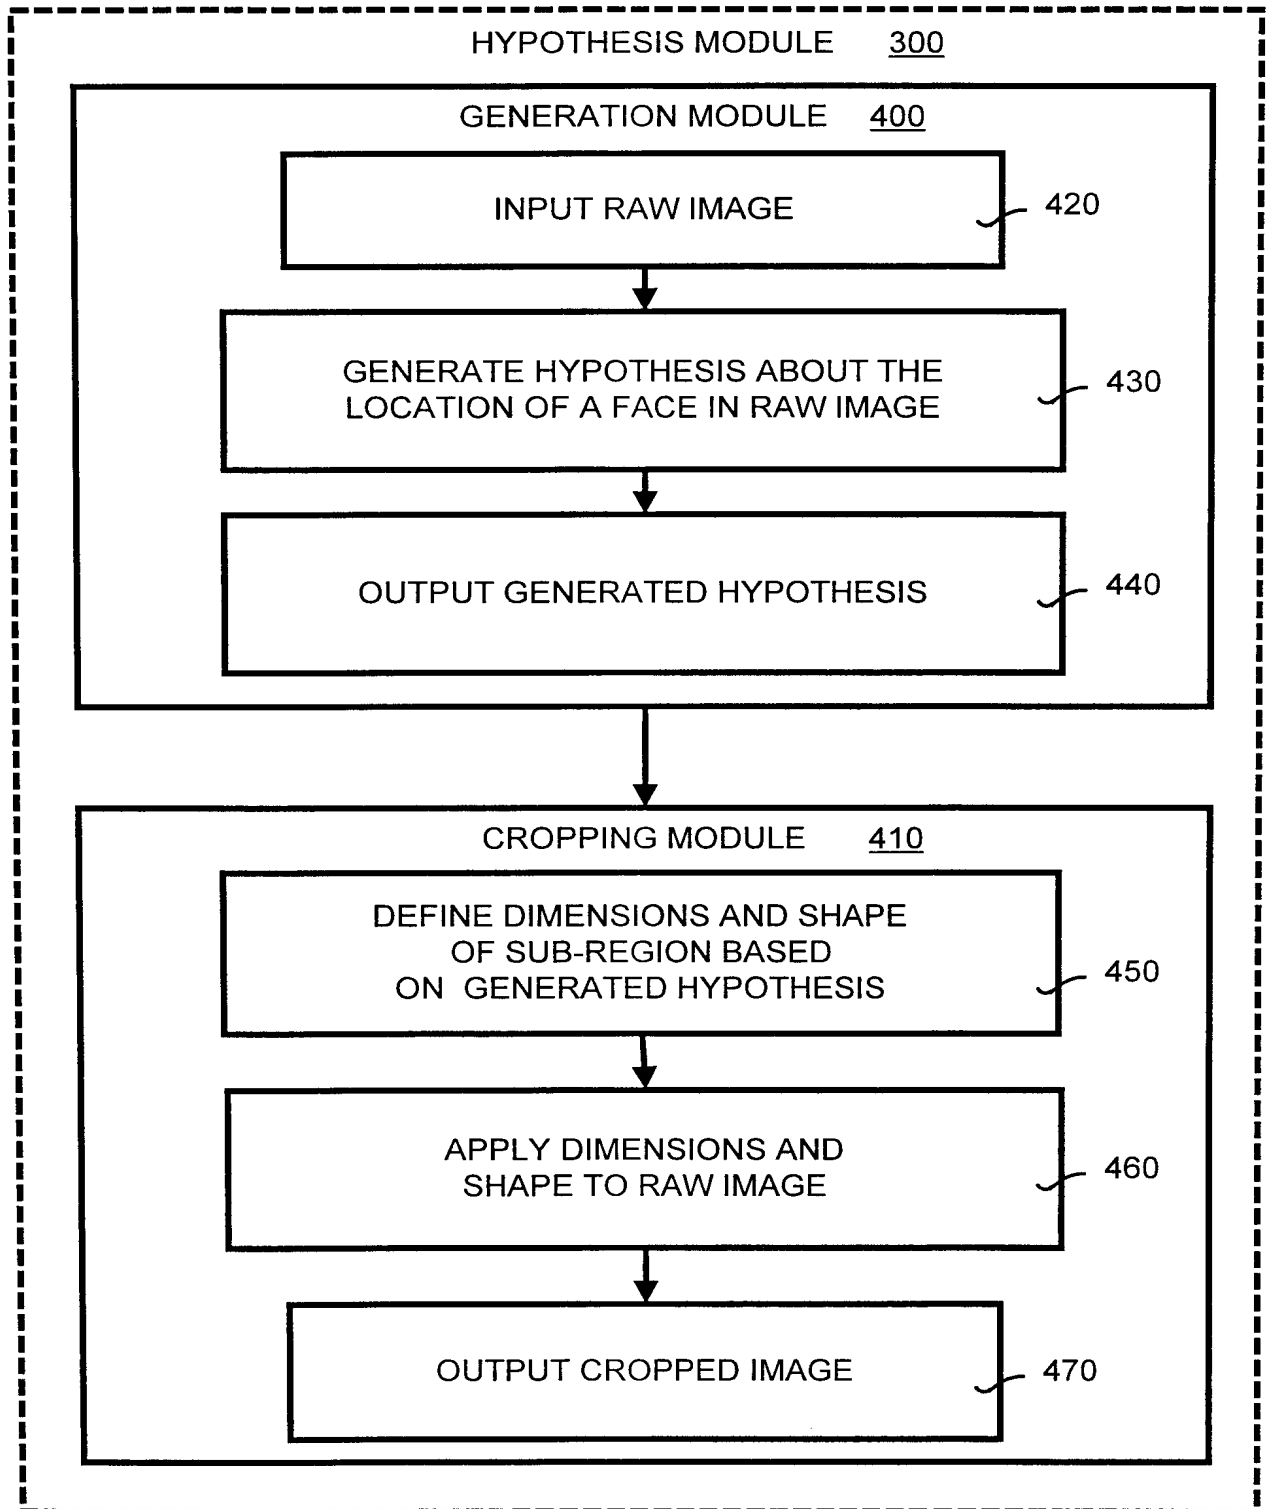 HYPOTHESIS MODULE 300
GENERATION MODULE 400
INPUT RAW IMAGE
420
GENERATE HYPOTHESIS ABOUT THE
LOCATION OF A FACE IN RAW IMAGE
430
OUTPUT GENERATED HYPOTHESIS
440
CROPPING MODULE 410
DEFINE DIMENSIONS AND SHAPE
OF SUB-REGION BASED
ON GENERATED HYPOTHESIS
450
APPLY DIMENSIONS AND
SHAPE TO RAW IMAGE
460
OUTPUT CROPPED IMAGE
470